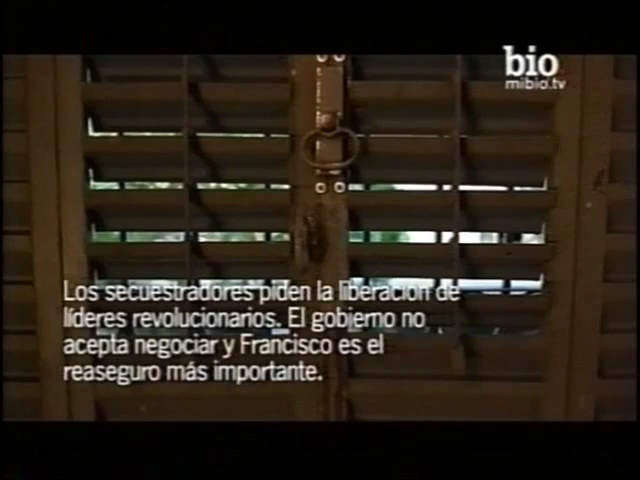 bio
mibio.tv
Los secuestradores piden la liberación de
líderes revolucionarios. El gobierno no
acepta negociar y Francisco es el
reaseguro más importante.